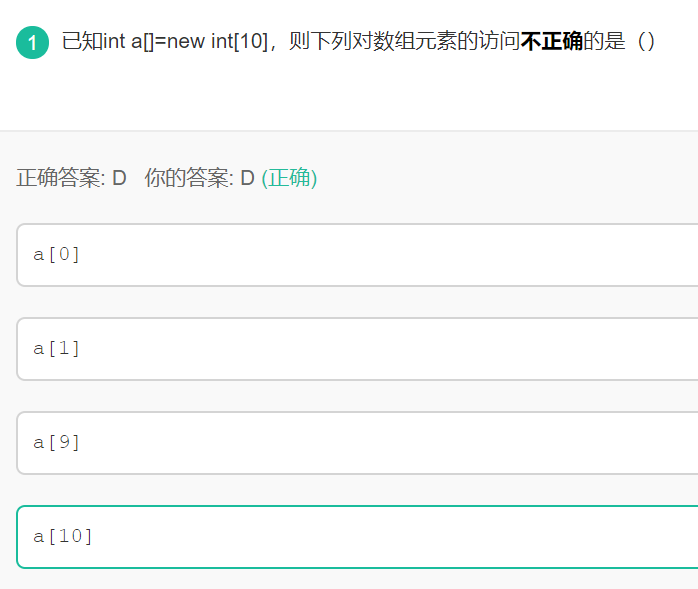 1 已知int a[]=new int[10]，则下列对数组元素的访问不正确的是（）
正确答案: D 你的答案: D (正确)
a[0]
a[1]
a[9]
a[10]